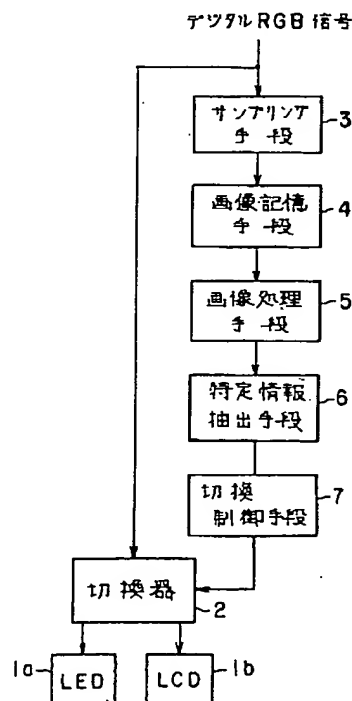 デジタルRGB信号
サンプリング
手段
3
画像記憶
手段
4
画像処理
手段
5
特定情報
抽出手段
6
切換
制御手段
7
切換器
2
1a
LED
LCD
1b